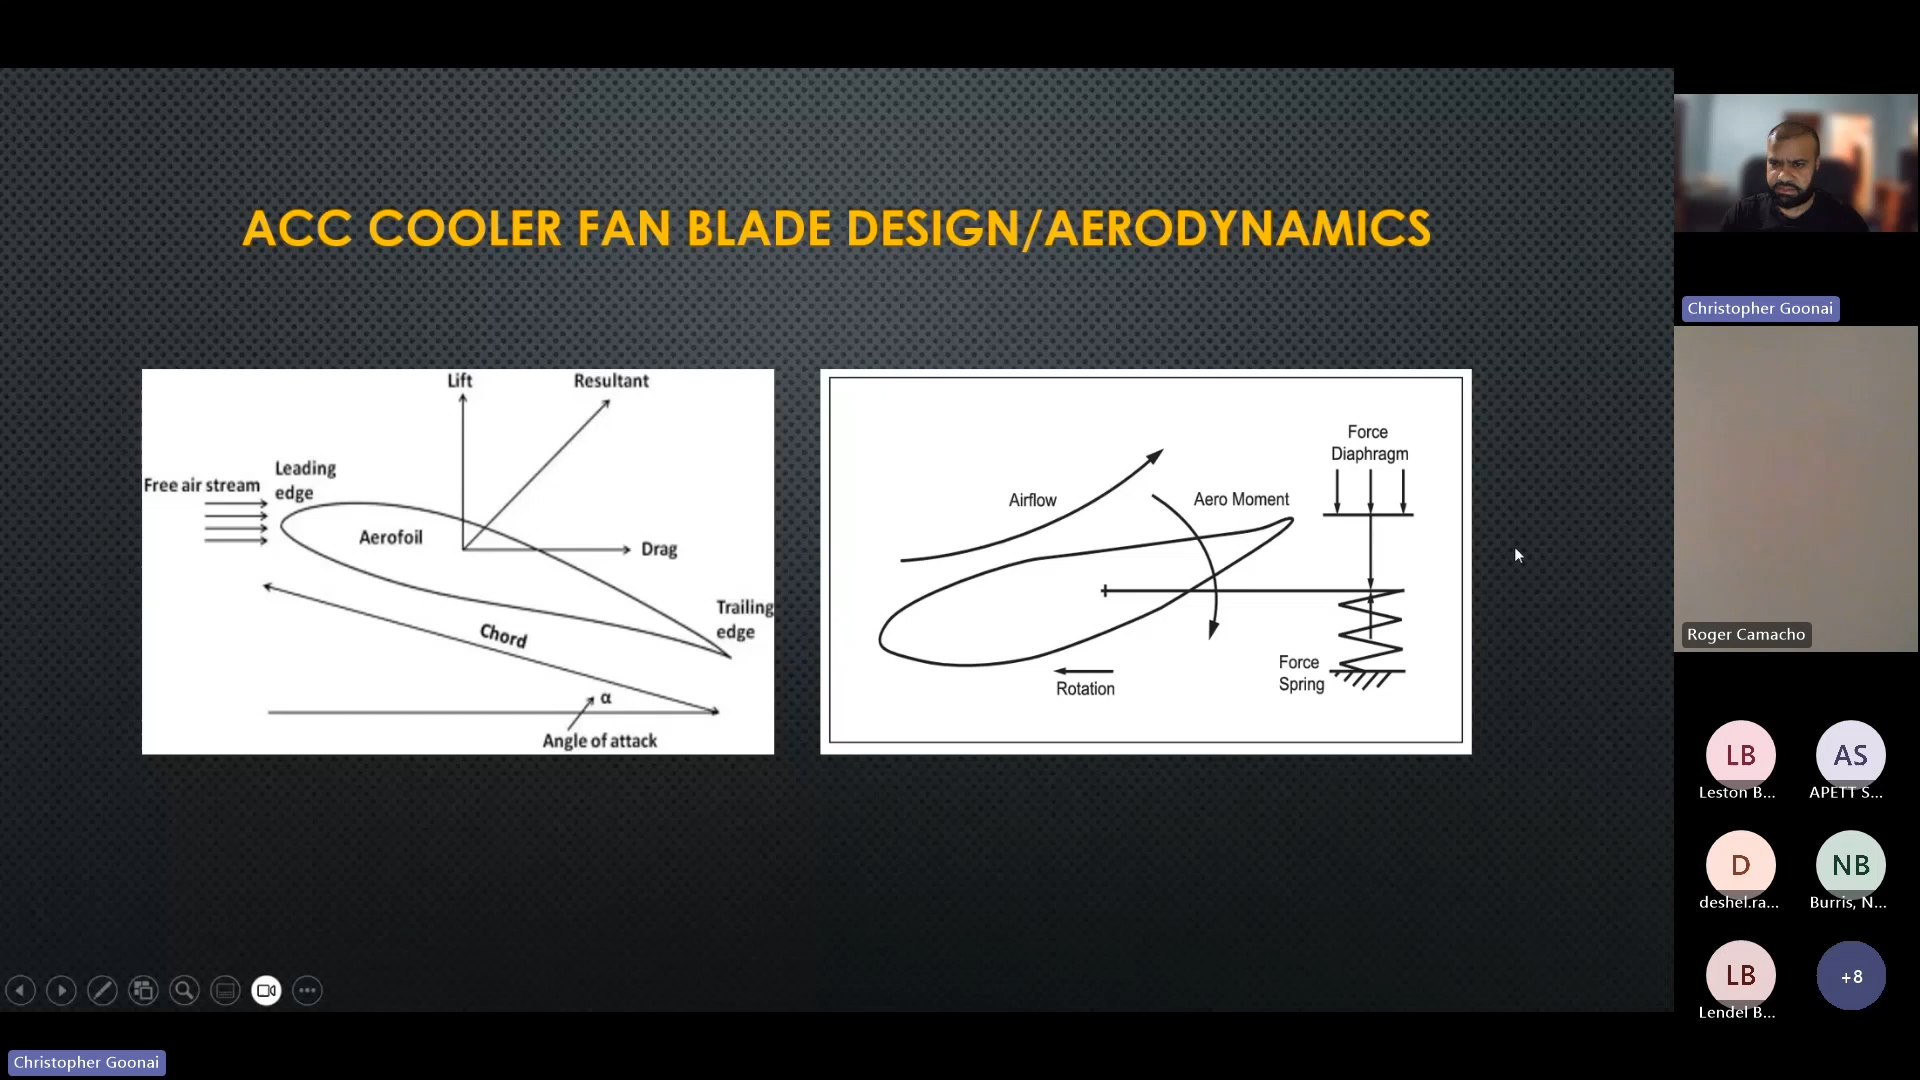 ACC COOLER FAN BLADE DESIGN/AERODYNAMICS
Lift
Resultant
Leading
edge
Free air stream
Aerofoil
Drag
Trailing
edge
Chord
α
Angle of attack
Force
Diaphragm
Airflow
Aero Moment
Rotation
Force
Spring
Christopher Goonai
Roger Camacho
LB
AS
Leston B...
APETT S...
D
NB
deshel.ra...
Burris, N...
LB
+8
Lendel B...
Christopher Goonai